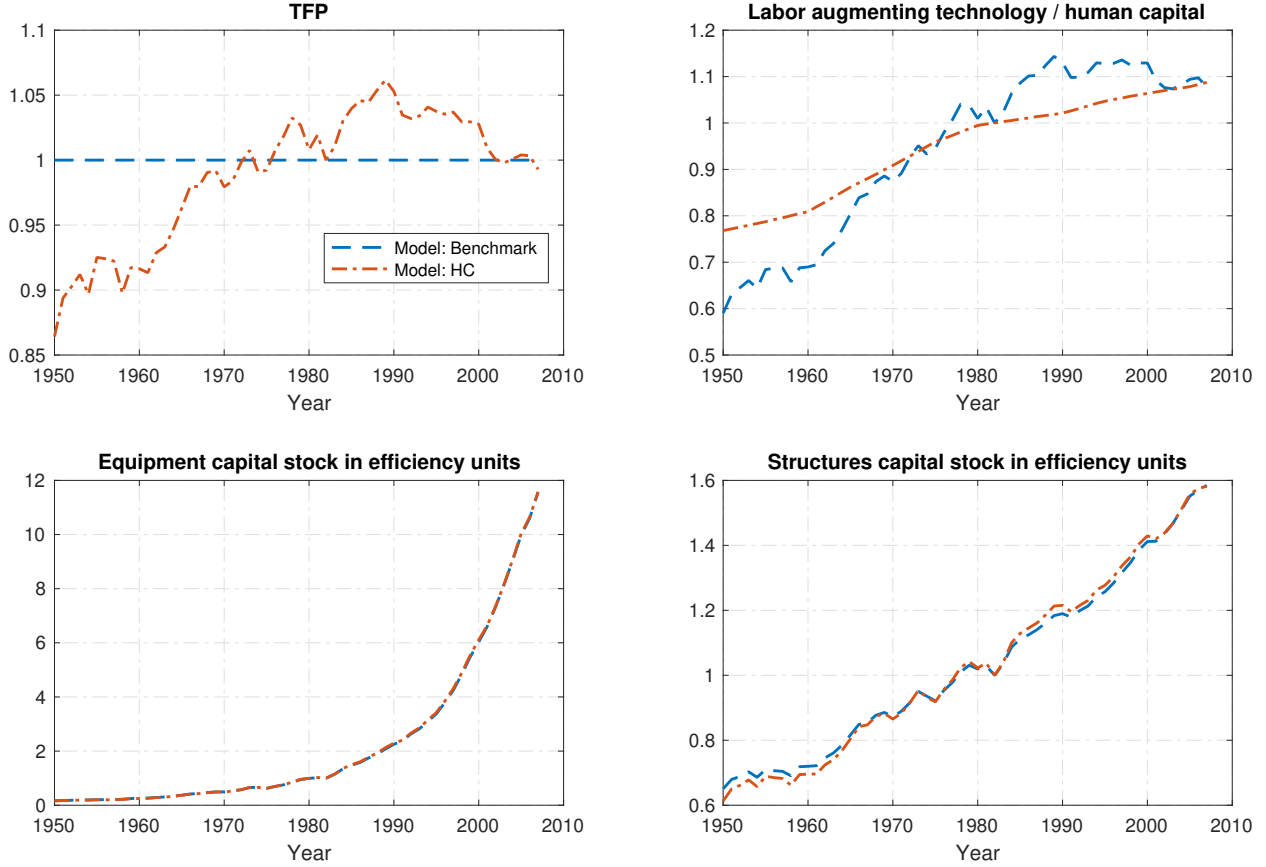 TFP
1.1
1.05
1
0.95
0.9
0.85
Model: Benchmark
Model: HC
1950 1960 1970 1980 1990 2000 2010
Year
Labor augmenting technology / human capital
1.2
1.1
1
0.9
0.8
0.7
0.6
0.5
1950 1960 1970 1980 1990 2000 2010
Year
Equipment capital stock in efficiency units
12
10
8
6
4
2
0
1950 1960 1970 1980 1990 2000 2010
Year
Structures capital stock in efficiency units
1.6
1.4
1.2
1
0.8
0.6
1950 1960 1970 1980 1990 2000 2010
Year